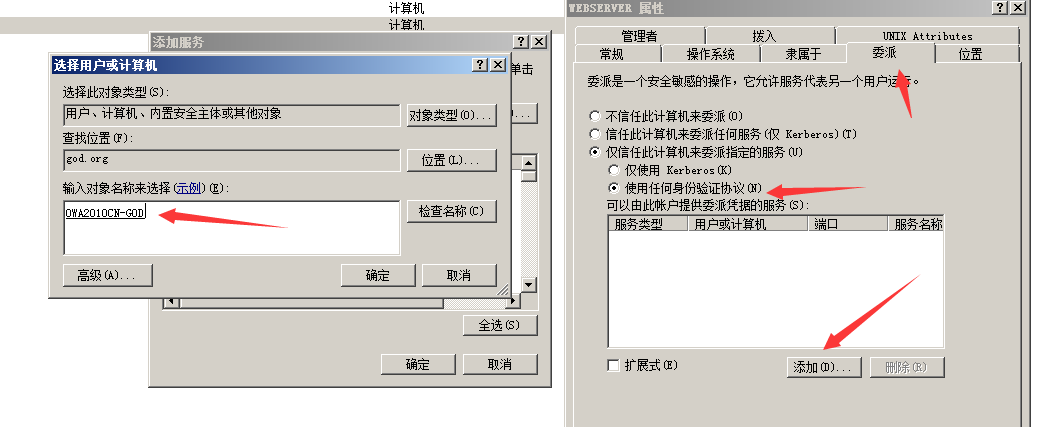 计算机
计算机
添加服务
单击
选择用户或计算机
选择此对象类型(S):
用户、计算机、内置安全主体或其他对象
对象类型(O)...
查找位置(F):
god.org
位置(L)...
输入对象名称来选择(示例)(E):
OWA2010CN-GOD
检查名称(C)
高级(A)...
确定
取消
全选(S)
确定
取消
WEBSERVER 属性
管理者
拨入
UNIX Attributes
常规
操作系统
隶属于
委派
位置
委派是一个安全敏感的操作，它允许服务代表另一个用户运行。
不信任此计算机来委派(O)
信任此计算机来委派任何服务(仅 Kerberos)(T)
仅信任此计算机来委派指定的服务(U)
仅使用 Kerberos(K)
使用任何身份验证协议(N)
可以由此帐户提供委派凭据的服务(S):
服务类型 用户或计算机 端口 服务名称
扩展式(E)
添加(D)...
删除(R)